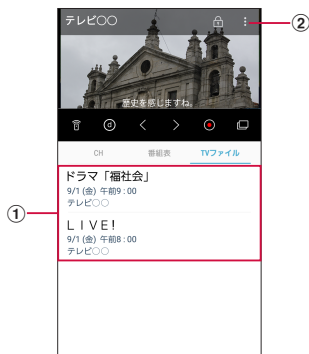 テレビ○○
②
歴史を感じますね。
d
CH 番組表 TVファイル
①
ドラマ「福祉会」
9/1 (金) 午前9:00
テレビ○○
ＬＩＶＥ!
9/1 (金) 午前8:00
テレビ○○